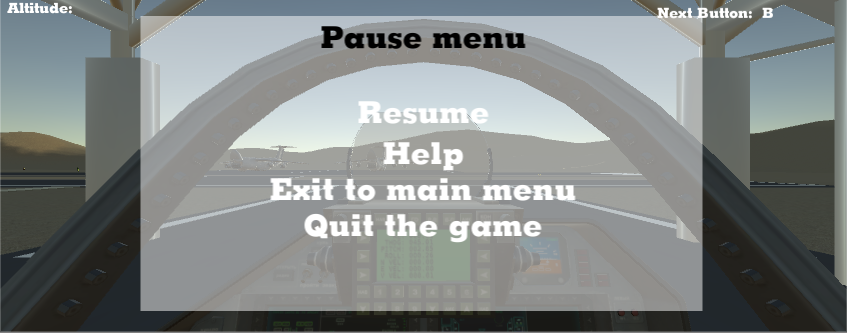 Altitude:
Next Button: B
Pause menu
Resume
Help
Exit to main menu
Quit the game